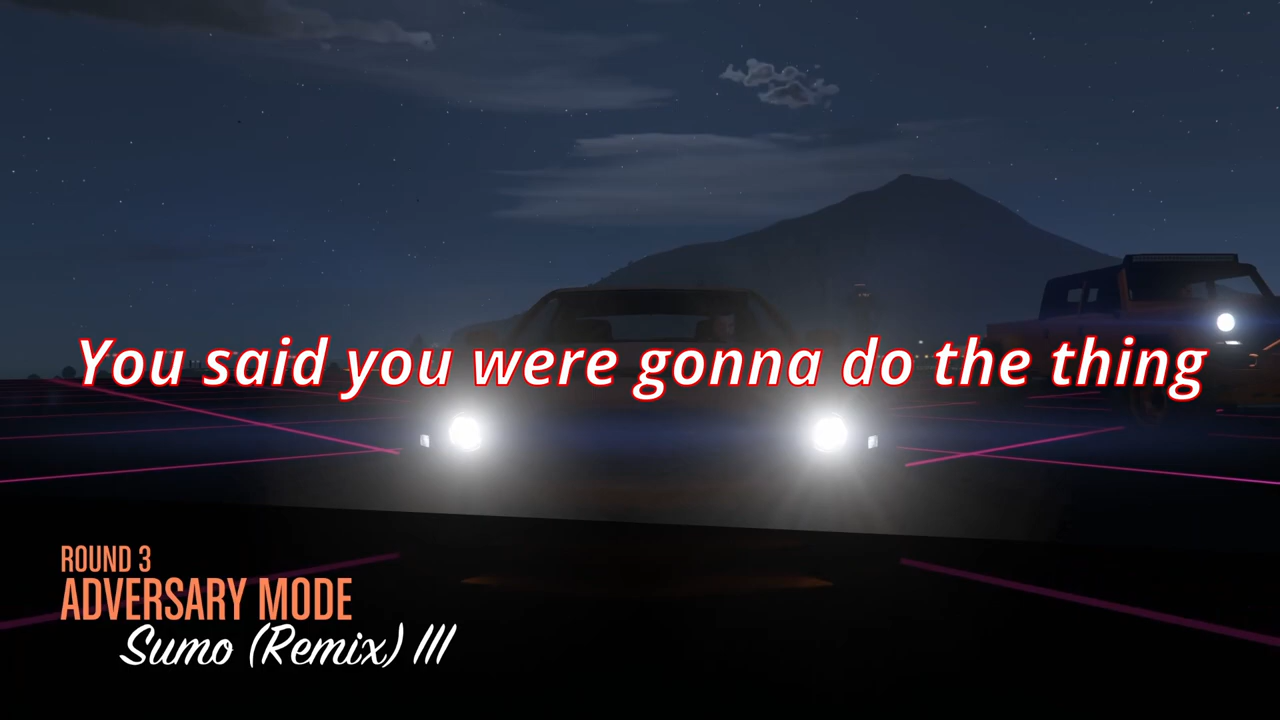 You said you were gonna do the thing
ROUND 3
ADVERSARY MODE
Sumo (Remix) III